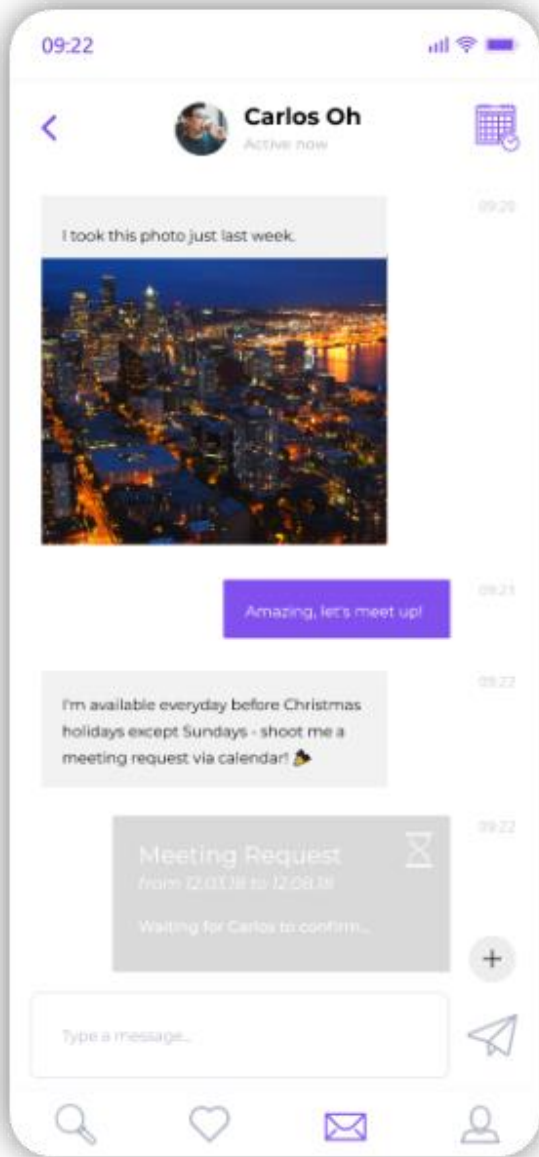 09:22
Carlos Oh
Active now
09:20
I took this photo just last week.
09:21
Amazing, let's meet up!
09:22
I'm available everyday before Christmas
holidays except Sundays - shoot me a
meeting request via calendar! 🎉
09:22
Meeting Request
from 12.03.18 to 12.08.18
Waiting for Carlos to confirm...
+
Type a message...